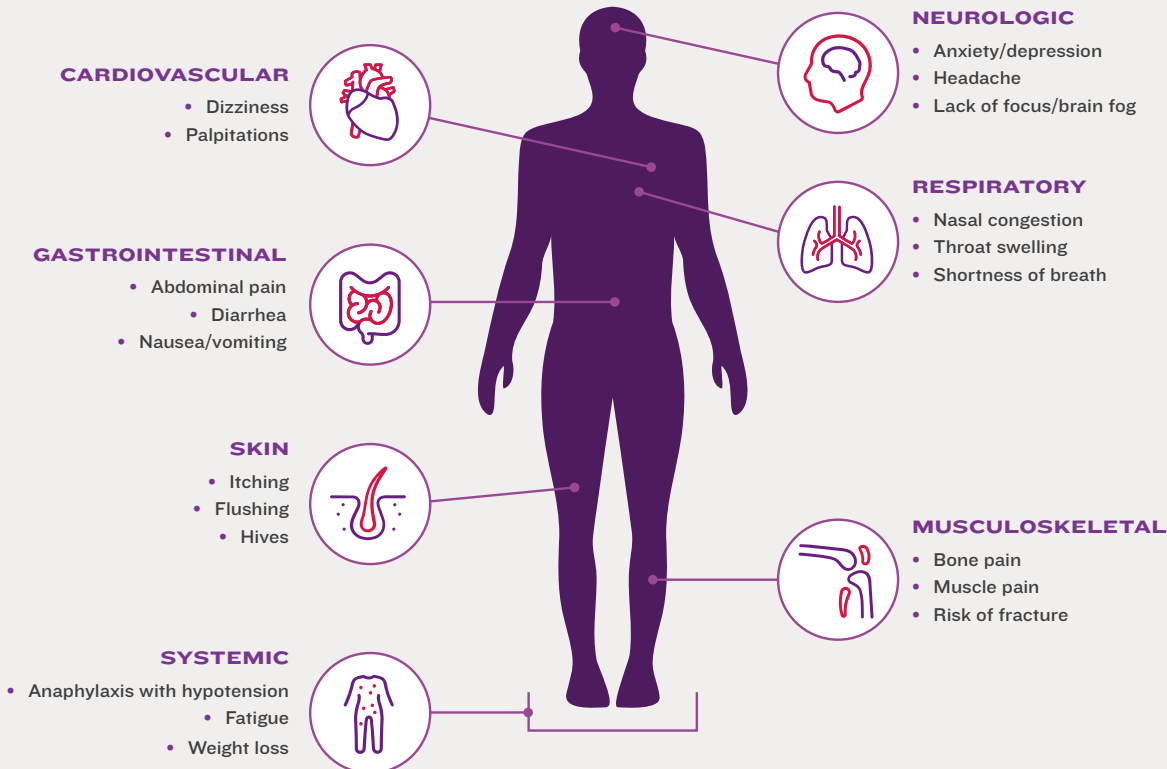 CARDIOVASCULAR
• Dizziness
• Palpitations
GASTROINTESTINAL
• Abdominal pain
• Diarrhea
• Nausea/vomiting
SKIN
• Itching
• Flushing
• Hives
SYSTEMIC
• Anaphylaxis with hypotension
• Fatigue
• Weight loss
NEUROLOGIC
• Anxiety/depression
• Headache
• Lack of focus/brain fog
RESPIRATORY
• Nasal congestion
• Throat swelling
• Shortness of breath
MUSCULOSKELETAL
• Bone pain
• Muscle pain
• Risk of fracture